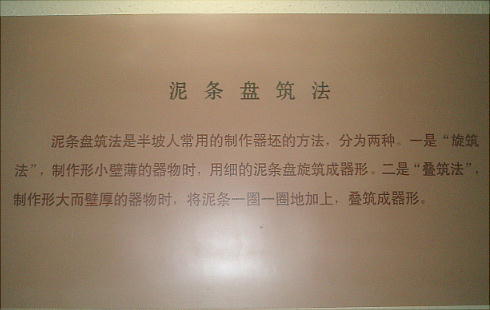 泥条盘筑法
泥条盘筑法是半坡人常用的制作器坯的方法，分为两种。一是“旋筑
法”，制作形小壁薄的器物时，用细的泥条盘旋筑成器形。二是“叠筑法”，
制作形大而壁厚的器物时，将泥条一圈一圈地加上，叠筑成器形。